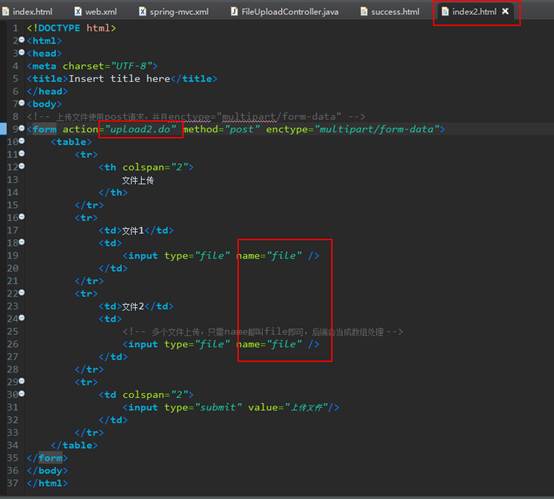 index.html web.xml spring-mvc.xml FileUploadController.java success.html index2.html
1 <!DOCTYPE html>
2 <html>
3 <head>
4 <meta charset="UTF-8">
5 <title>Insert title here</title>
6 </head>
7 <body>
8 <!-- 上传文件使用post请求，并且enctype="multipart/form-data" -->
9 <form action="upload2.do" method="post" enctype="multipart/form-data">
10 <table>
11 <tr>
12 <th colspan="2">
13 文件上传
14 </th>
15 </tr>
16 <tr>
17 <td>文件1</td>
18 <td>
19 <input type="file" name="file" />
20 </td>
21 </tr>
22 <tr>
23 <td>文件2</td>
24 <td>
25 <!-- 多个文件上传，只需name都叫file即可，后端会当成数组处理 -->
26 <input type="file" name="file" />
27 </td>
28 </tr>
29 <tr>
30 <td colspan="2">
31 <input type="submit" value="上传文件"/>
32 </td>
33 </tr>
34 </table>
35 </form>
36 </body>
37 </html>